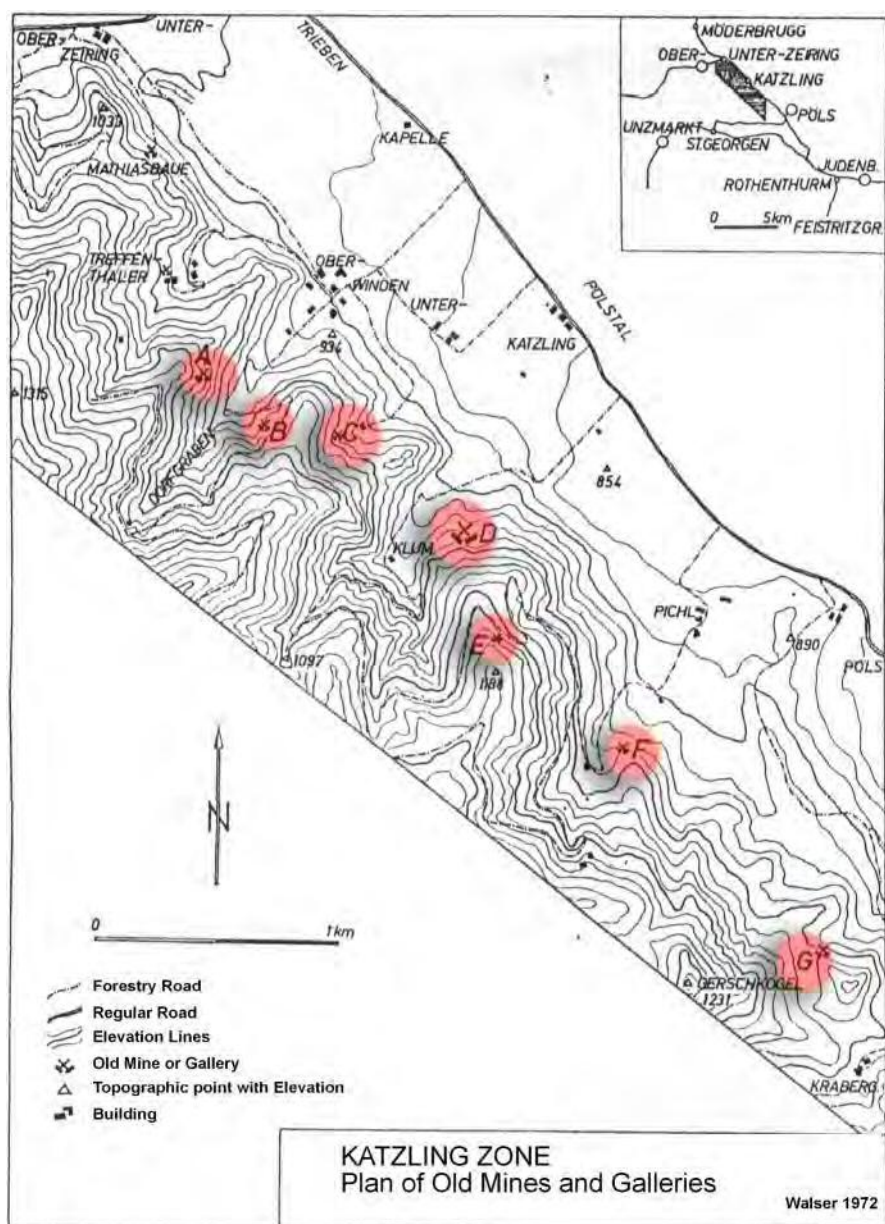 OBER-
ZEIRING
UNTER-
TRIEBEN
1039
MATHIASBAUE
KAPELLE
TREFFEN-
THALER
OBER-
WINDEN
UNTER-
934
KATZLING
PÖLSTAL
A
1315
B
C
DORFGRABEN
854
D
KLUM
PICHL
E
1188
890
PÖLS
1097
F
N
G
GERSCHKOGEL
1231
KRABERG
MÖDERBRUGG
OBER-
UNTER-ZEIRING
KATZLING
PÖLS
UNZMARKT
ST.GEORGEN
JUDENB.
ROTHENTHURM
0 5km
FEISTRITZGR.
0 1km
Forestry Road
Regular Road
Elevation Lines
Old Mine or Gallery
Topographic point with Elevation
Building
KATZLING ZONE
Plan of Old Mines and Galleries
Walser 1972